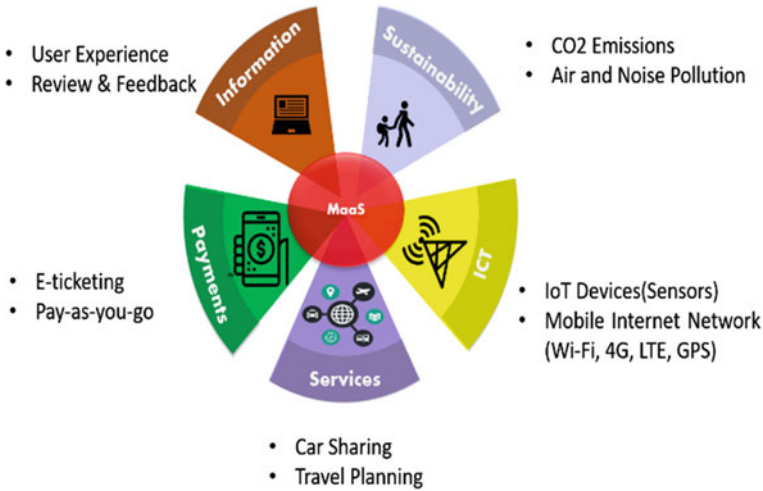 Information
• User Experience
• Review & Feedback
Sustainability
• CO2 Emissions
• Air and Noise Pollution
MaaS
Payments
• E-ticketing
• Pay-as-you-go
ICT
• IoT Devices(Sensors)
• Mobile Internet Network
(Wi-Fi, 4G, LTE, GPS)
$
Services
• Car Sharing
• Travel Planning